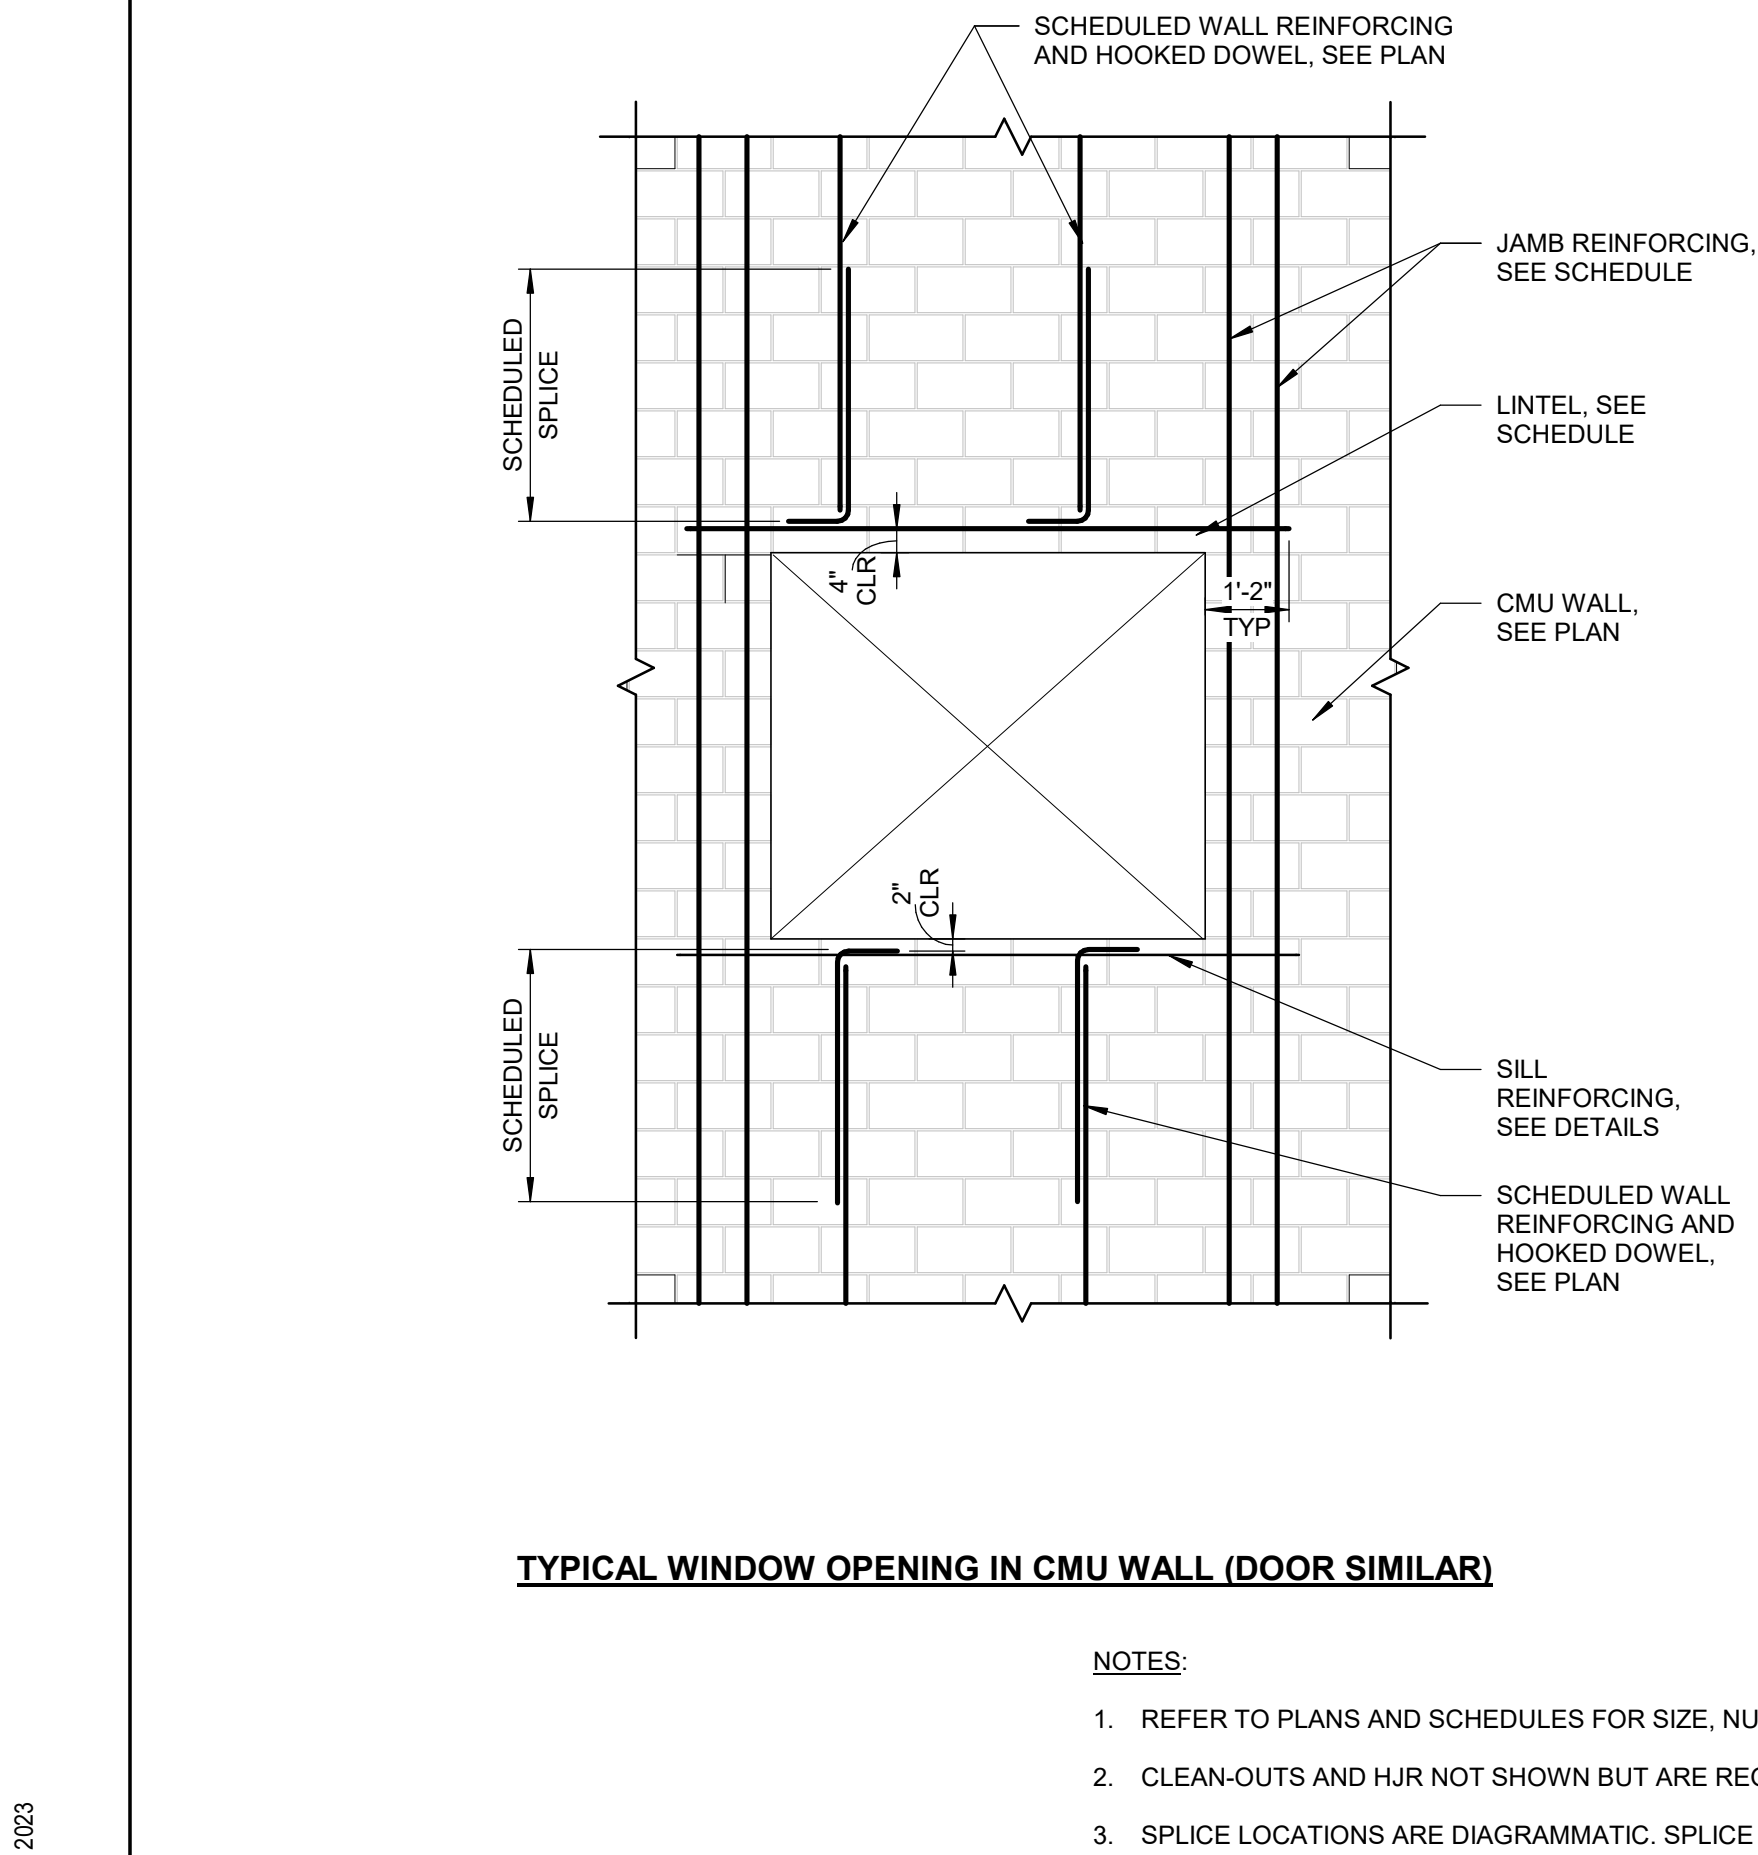 SCHEDULED WALL REINFORCING
AND HOOKED DOWEL, SEE PLAN
JAMB REINFORCING,
SEE SCHEDULE
SCHEDULED
SPLICE
LINTEL, SEE
SCHEDULE
4"
CLR
1'-2"
TYP
CMU WALL,
SEE PLAN
2"
CLR
SCHEDULED
SPLICE
SILL
REINFORCING,
SEE DETAILS
SCHEDULED WALL
REINFORCING AND
HOOKED DOWEL,
SEE PLAN
TYPICAL WINDOW OPENING IN CMU WALL (DOOR SIMILAR)
NOTES:
1. REFER TO PLANS AND SCHEDULES FOR SIZE,
2. CLEAN-OUTS AND HJR NOT SHOWN BUT ARE
3. SPLICE LOCATIONS ARE DIAGRAMMATIC. SPLICE
2023